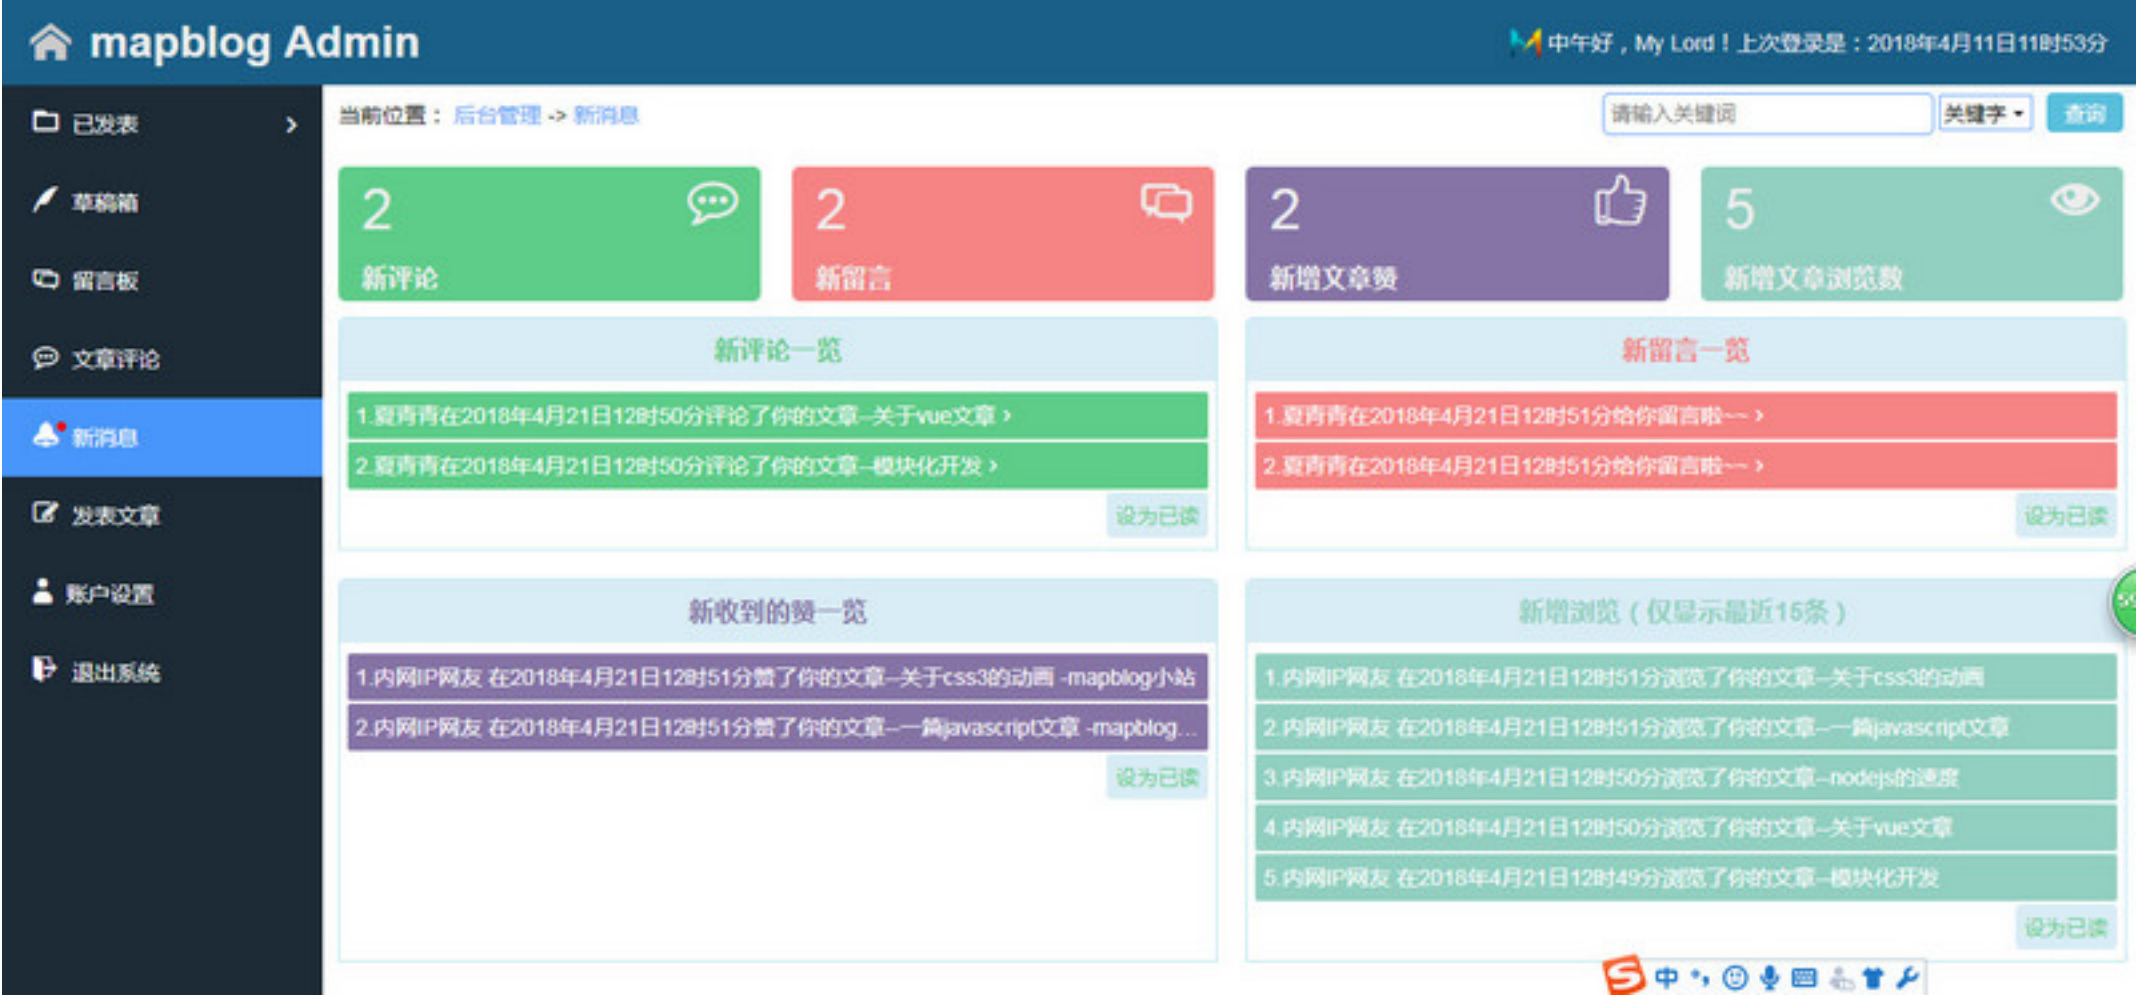 mapblog Admin
中午好，My Lord！上次登录是：2018年4月11日11时53分
已发表
草稿箱
留言板
文章评论
新消息
发表文章
账户设置
退出系统
当前位置： 后台管理 -> 新消息
请输入关键词
关键字
查询
2
新评论
2
新留言
2
新增文章赞
5
新增文章浏览数
新评论一览
1.夏青青在2018年4月21日12时50分评论了你的文章--关于vue文章 ›
2.夏青青在2018年4月21日12时50分评论了你的文章--模块化开发 ›
设为已读
新留言一览
1.夏青青在2018年4月21日12时51分给你留言啦~~ ›
2.夏青青在2018年4月21日12时51分给你留言啦~~ ›
设为已读
新收到的赞一览
1.内网IP网友 在2018年4月21日12时51分赞了你的文章--关于css3的动画 -mapblog小站
2.内网IP网友 在2018年4月21日12时51分赞了你的文章--一篇javascript文章 -mapblog...
设为已读
新增浏览（仅显示最近15条）
1.内网IP网友 在2018年4月21日12时51分浏览了你的文章--关于css3的动画
2.内网IP网友 在2018年4月21日12时51分浏览了你的文章--一篇javascript文章
3.内网IP网友 在2018年4月21日12时50分浏览了你的文章--nodejs的速度
4.内网IP网友 在2018年4月21日12时50分浏览了你的文章--关于vue文章
5.内网IP网友 在2018年4月21日12时49分浏览了你的文章--模块化开发
设为已读
中